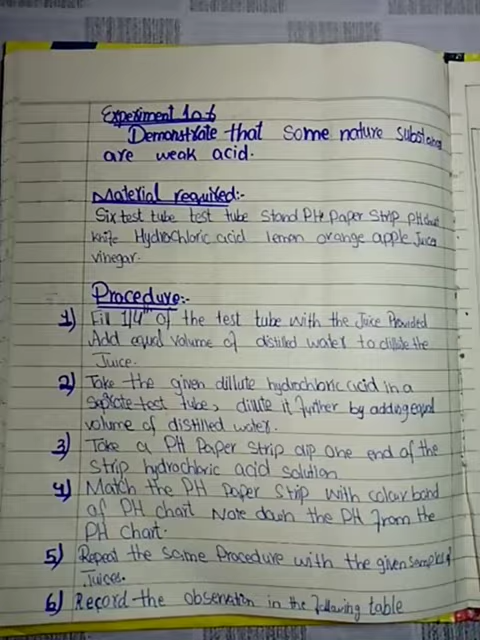 Experiment 10.6
Demonstrate that some nature substance
are weak acid.
Material required:-
Six test tube test tube Stand PH Paper Strip PH chart
knife Hydrochloric acid lemon orange apple Juice
vinegar.
Procedure:-
1) Fill 1/4" of the test tube with the Juice Provided
Add equal volume of distilled water to dillute the
Juice.
2) Take the given dillute hydrochloric acid in a
test tube, dilute it further by adding equal
volume of distilled water.
3) Take a PH Paper Strip dip one end of the
strip hydrochloric acid solution
4) Match the PH paper Strip with colour band
of PH chart Note down the PH from the
PH chart.
5) Repeat the same Procedure with the given samples of
Juices.
6) Record the observation in the following table